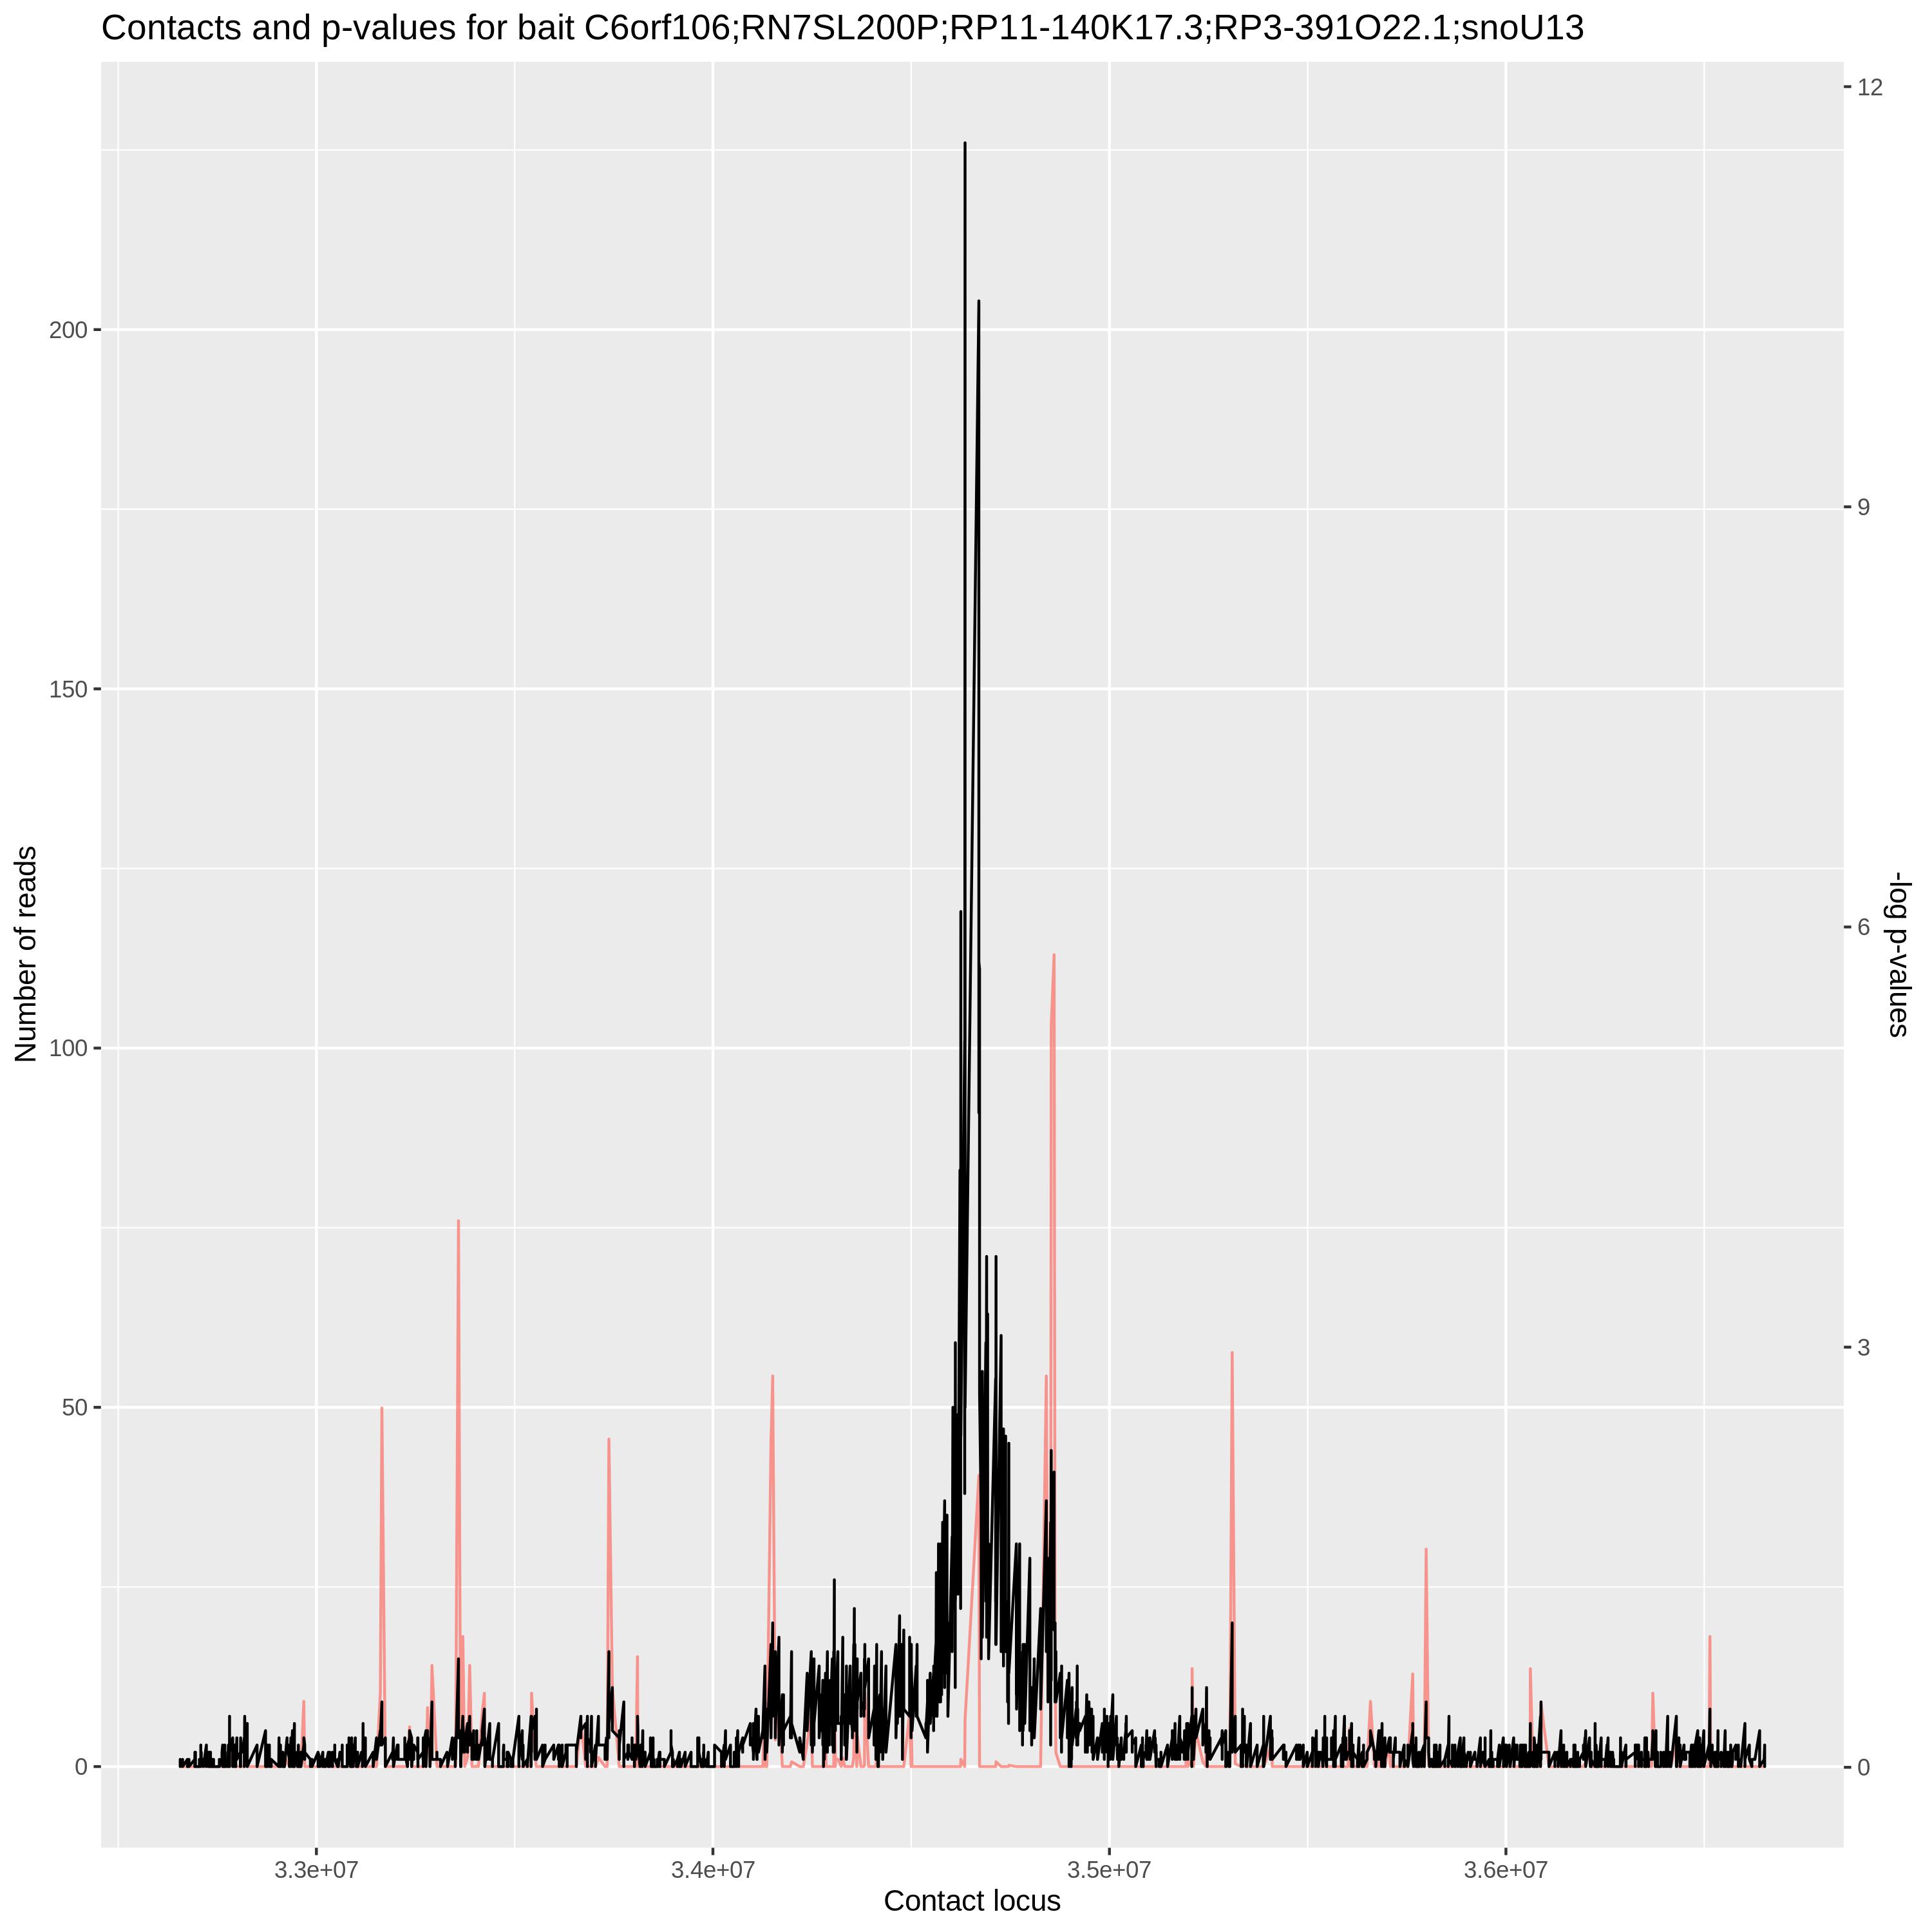 Contacts and p-values for bait C6orf106;RN7SL200P;RP11-140K17.3;RP3-391O22.1;snoU13
12
200
9
150
Number of reads
-log p-values
6
100
3
50
0
0
3.3e+07
3.4e+07
3.5e+07
3.6e+07
Contact locus